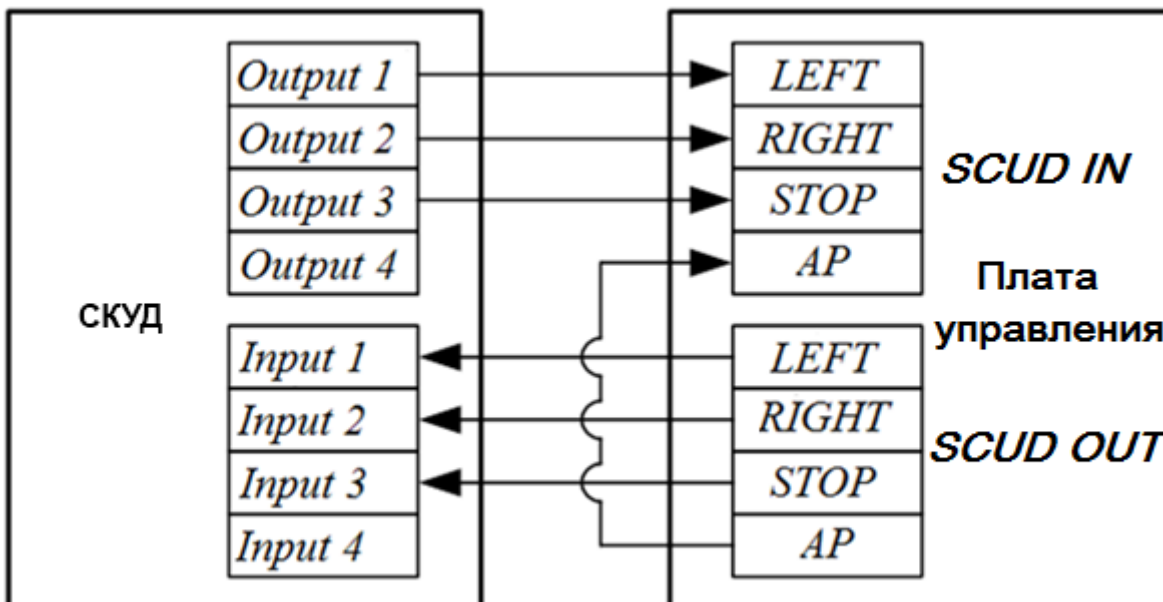 Output 1
Output 2
Output 3
Output 4
СКУД
Input 1
Input 2
Input 3
Input 4
LEFT
RIGHT
STOP
AP
SCUD IN
Плата
управления
LEFT
RIGHT
STOP
AP
SCUD OUT